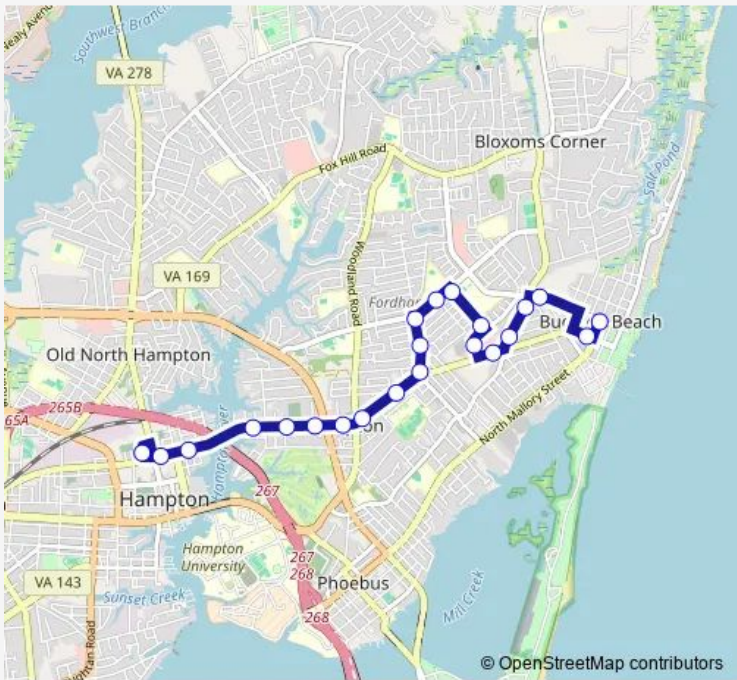 Southwest Branch
VA 278
Bloxoms Corner
Fox Hill Road
Salt Pond
Woodland Road
VA 169
Beach
Old North Hampton
265B
65A
North Mallory Street
Hampton
267
Hampton
University
267
268
Phoebus
VA 143
Mill Creek
Sunset Creek
268
© OpenStreetMap contributors